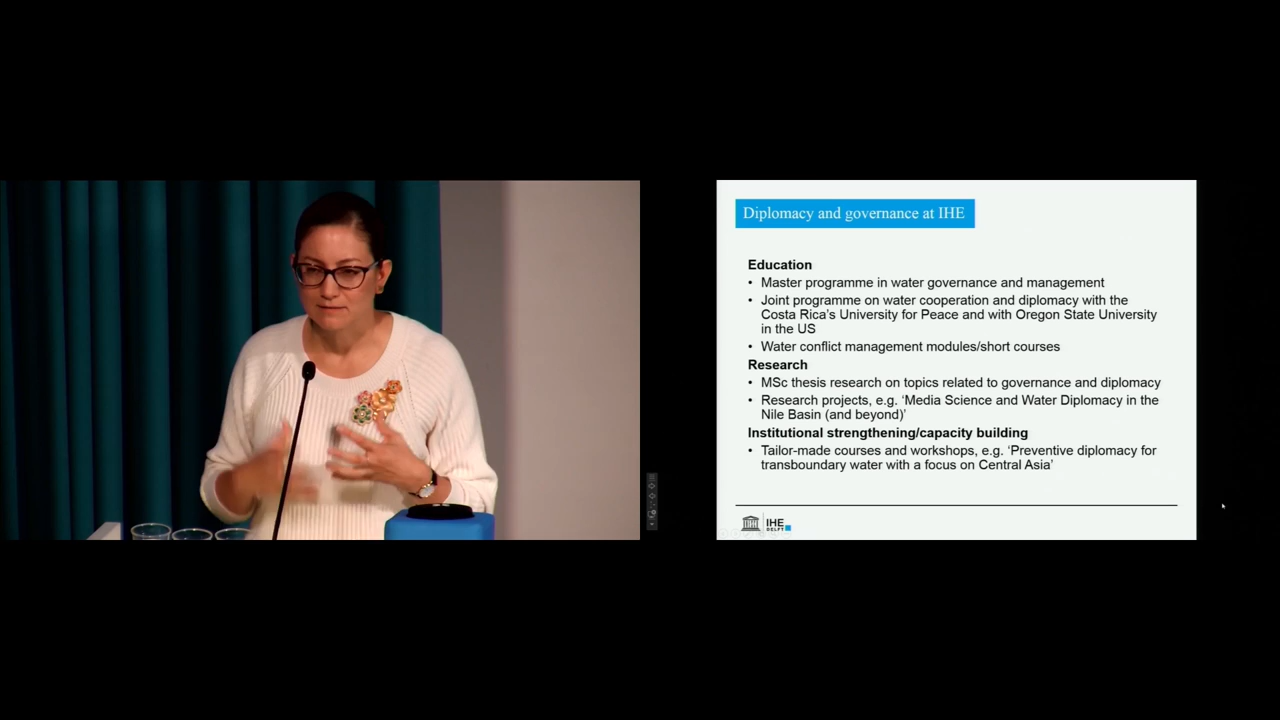 Diplomacy and governance at IHE
Education
• Master programme in water governance and management
• Joint programme on water cooperation and diplomacy with the
Costa Rica's University for Peace and with Oregon State University
in the US
• Water conflict management modules/short courses
Research
• MSc thesis research on topics related to governance and diplomacy
• Research projects, e.g. ‘Media Science and Water Diplomacy in the
Nile Basin (and beyond)’
Institutional strengthening/capacity building
• Tailor-made courses and workshops, e.g. ‘Preventive diplomacy for
transboundary water with a focus on Central Asia’
IHE
DELFT